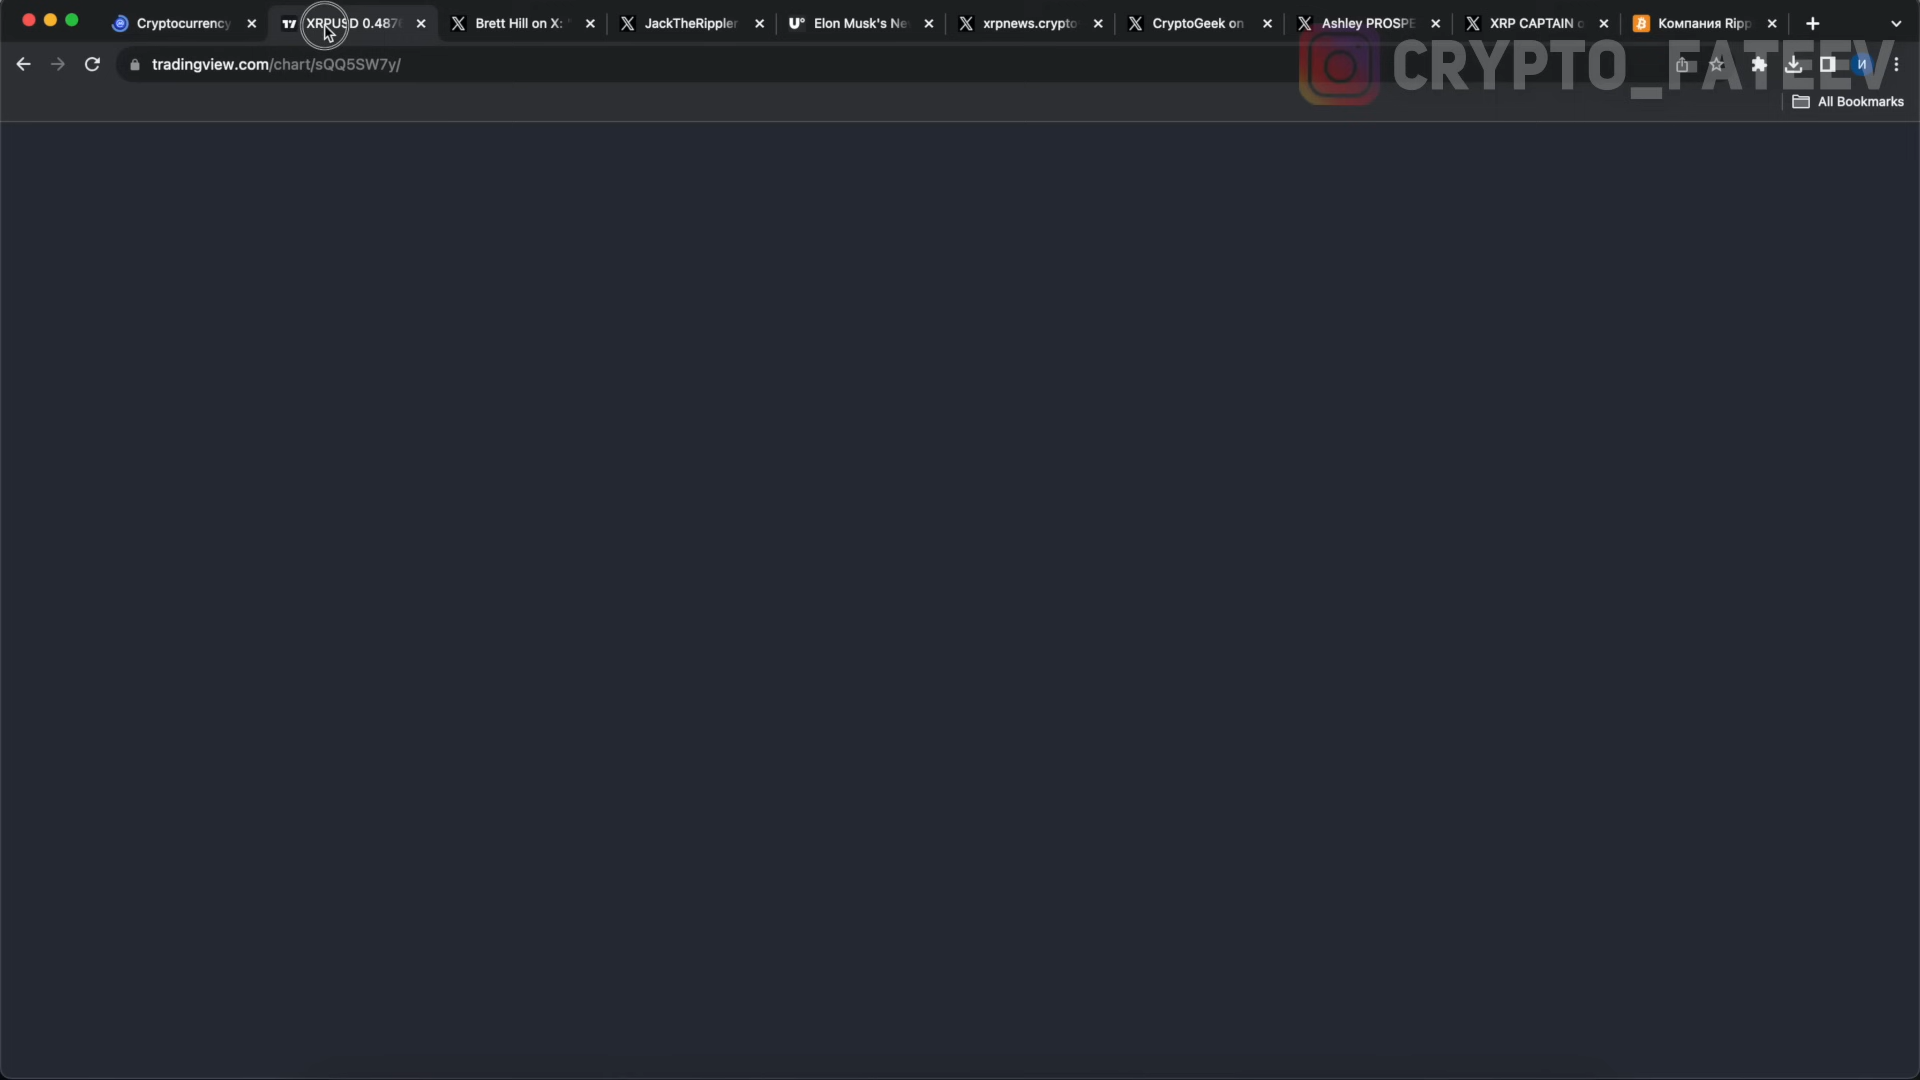 Cryptocurrency
XRPUSD 0.487
Brett Hill on X:
JackTheRippler
Elon Musk's Ne
xrpnews.crypto
CryptoGeek on
Ashley PROSPE
XRP CAPTAIN o
Компания Ripp
tradingview.com/chart/sQQ5SW7y/
CRYPTO_FATEEV
И
All Bookmarks